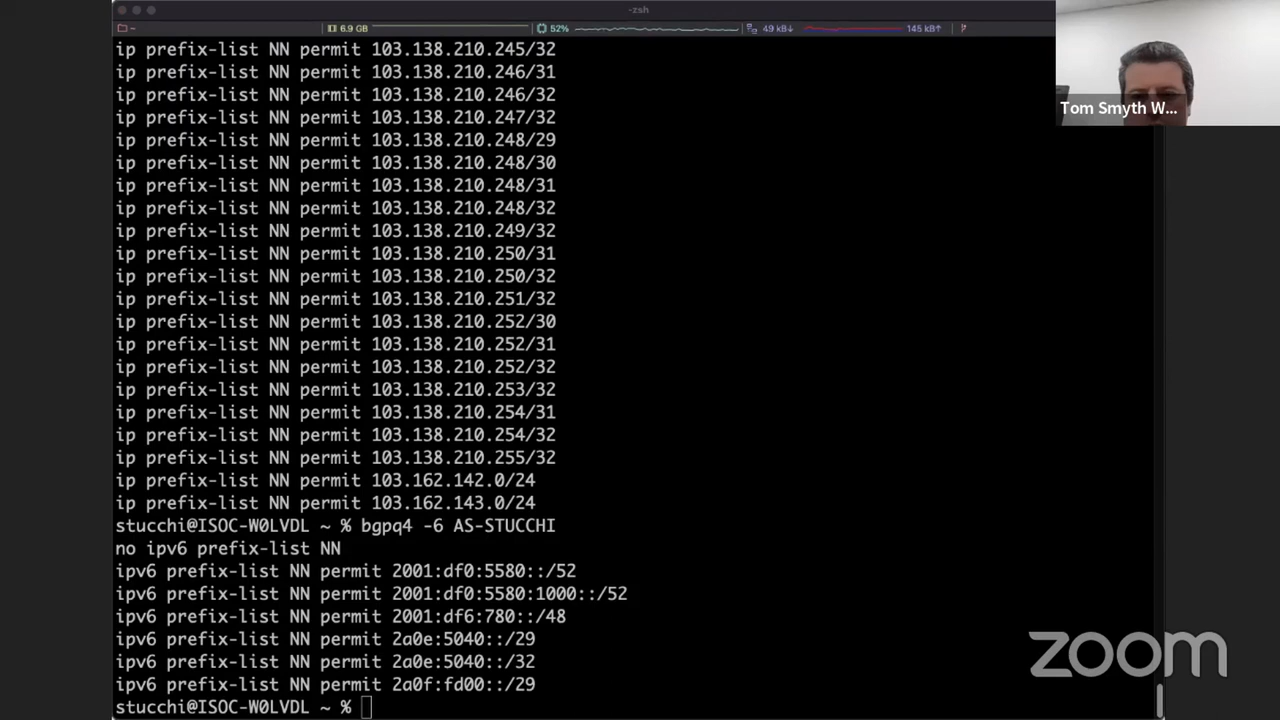 -zsh
~ 6.9 GB 52% 49 kB↓ 145 kB↑
ip prefix-list NN permit 103.138.210.245/32
ip prefix-list NN permit 103.138.210.246/31
ip prefix-list NN permit 103.138.210.246/32
ip prefix-list NN permit 103.138.210.247/32
ip prefix-list NN permit 103.138.210.248/29
ip prefix-list NN permit 103.138.210.248/30
ip prefix-list NN permit 103.138.210.248/31
ip prefix-list NN permit 103.138.210.248/32
ip prefix-list NN permit 103.138.210.249/32
ip prefix-list NN permit 103.138.210.250/31
ip prefix-list NN permit 103.138.210.250/32
ip prefix-list NN permit 103.138.210.251/32
ip prefix-list NN permit 103.138.210.252/30
ip prefix-list NN permit 103.138.210.252/31
ip prefix-list NN permit 103.138.210.252/32
ip prefix-list NN permit 103.138.210.253/32
ip prefix-list NN permit 103.138.210.254/31
ip prefix-list NN permit 103.138.210.254/32
ip prefix-list NN permit 103.138.210.255/32
ip prefix-list NN permit 103.162.142.0/24
ip prefix-list NN permit 103.162.143.0/24
stucchi@ISOC-W0LVDL ~ % bgpq4 -6 AS-STUCCHI
no ipv6 prefix-list NN
ipv6 prefix-list NN permit 2001:df0:5580::/52
ipv6 prefix-list NN permit 2001:df0:5580:1000::/52
ipv6 prefix-list NN permit 2001:df6:780::/48
ipv6 prefix-list NN permit 2a0e:5040::/29
ipv6 prefix-list NN permit 2a0e:5040::/32
ipv6 prefix-list NN permit 2a0f:fd00::/29
stucchi@ISOC-W0LVDL ~ %
Tom Smyth W...
zoom